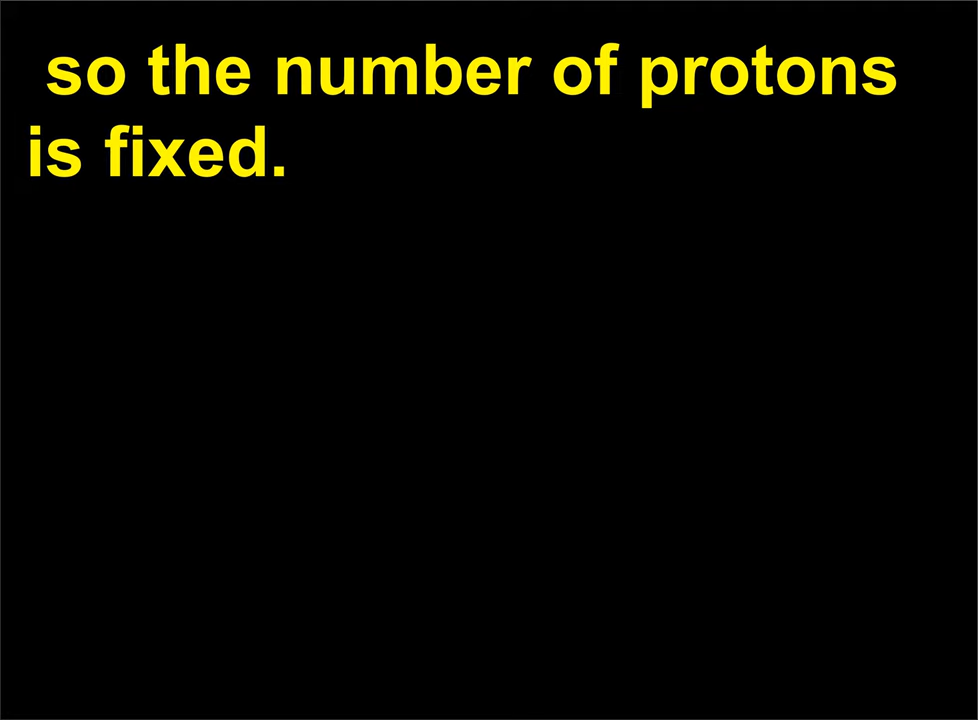 so the number of protons
is fixed.